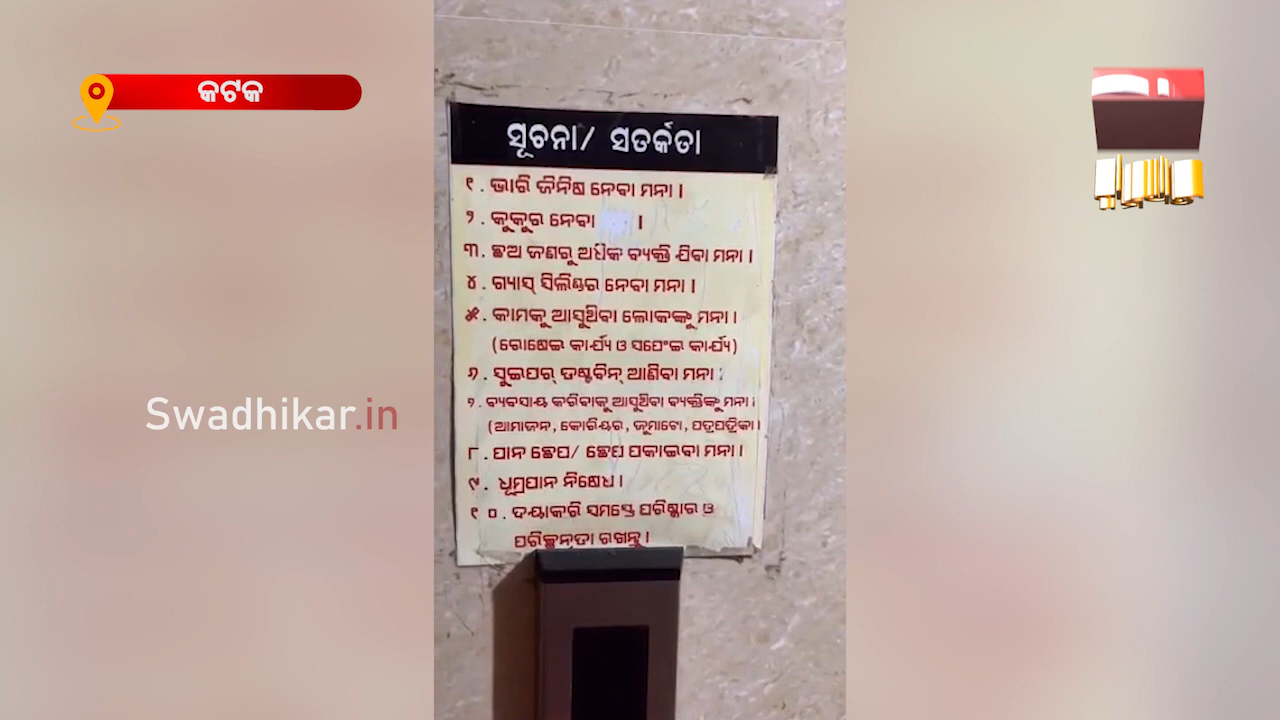 କଟକ
ସୂଚନା/ ସତର୍କତା
୧ . ଭାରି ଜିନିଷ ନେବା ମନା ।
୨ . କୁକୁର ନେବା ।
୩ . ଛଅ ଜଣରୁ ଅଧିକ ବ୍ୟକ୍ତି ଯିବା ମନା ।
୪ . ଗ୍ୟାସ୍ ସିଲିଣ୍ଡର ନେବା ମନା ।
୫ . କାମକୁ ଆସୁଥିବା ଲୋକଙ୍କୁ ମନା ।
(ରୋଷେଇ କାର୍ଯ୍ୟ ଓ ସଫେଇ କାର୍ଯ୍ୟ)
୬ . ସୁଇପର୍ ଡଷ୍ଟବିନ୍ ଆଣିବା ମନା ।
୭ . ବ୍ୟବସାୟ କରିବାକୁ ଆସୁଥିବା ବ୍ୟକ୍ତିଙ୍କୁ ମନା ।
(ଆମାଜନ, କୋରିୟର, ଜୁମାଟୋ, ପତ୍ରପତ୍ରିକା)
୮ . ପାନ ଛେପ/ ଛେପ ପକାଇବା ମନା ।
୯ . ଧୂମ୍ରପାନ ନିଷେଧ ।
୧୦ . ଦୟାକରି ସମସ୍ତେ ପରିଷ୍କାର ଓ
ପରିଚ୍ଛନ୍ନତା ରଖନ୍ତୁ ।
Swadhikar.in